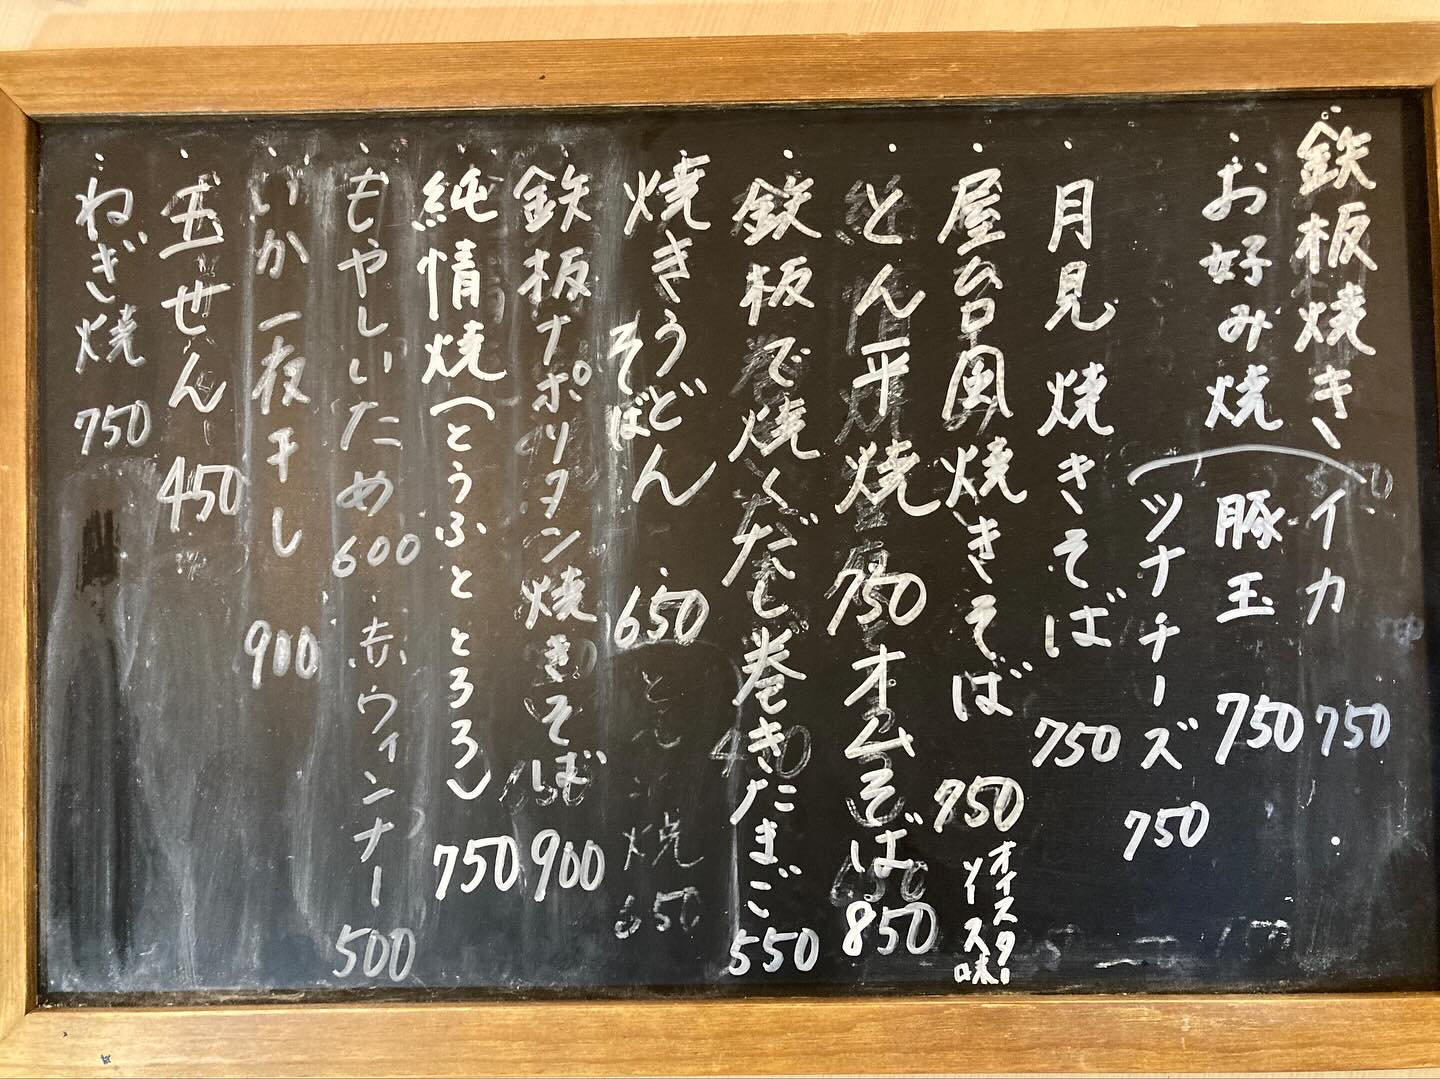 ・鉄板焼き イカ 750
・お好み焼 豚玉 750
ツナチーズ 750
・月見焼きそば 750
・屋台風焼きそば 750 オイスターソース味
・とん平焼 750 オムそば 850
・鉄板で焼くだし巻きたまご 550
・焼きうどん 650
そば
焼 650
・鉄板ナポリタン焼きそば 900
・純情焼(とうふととろろ) 750
・もやしいため 600 ・赤ウィンナー 500
・いか一夜干し 900
・玉せん 450
・ねぎ焼 750